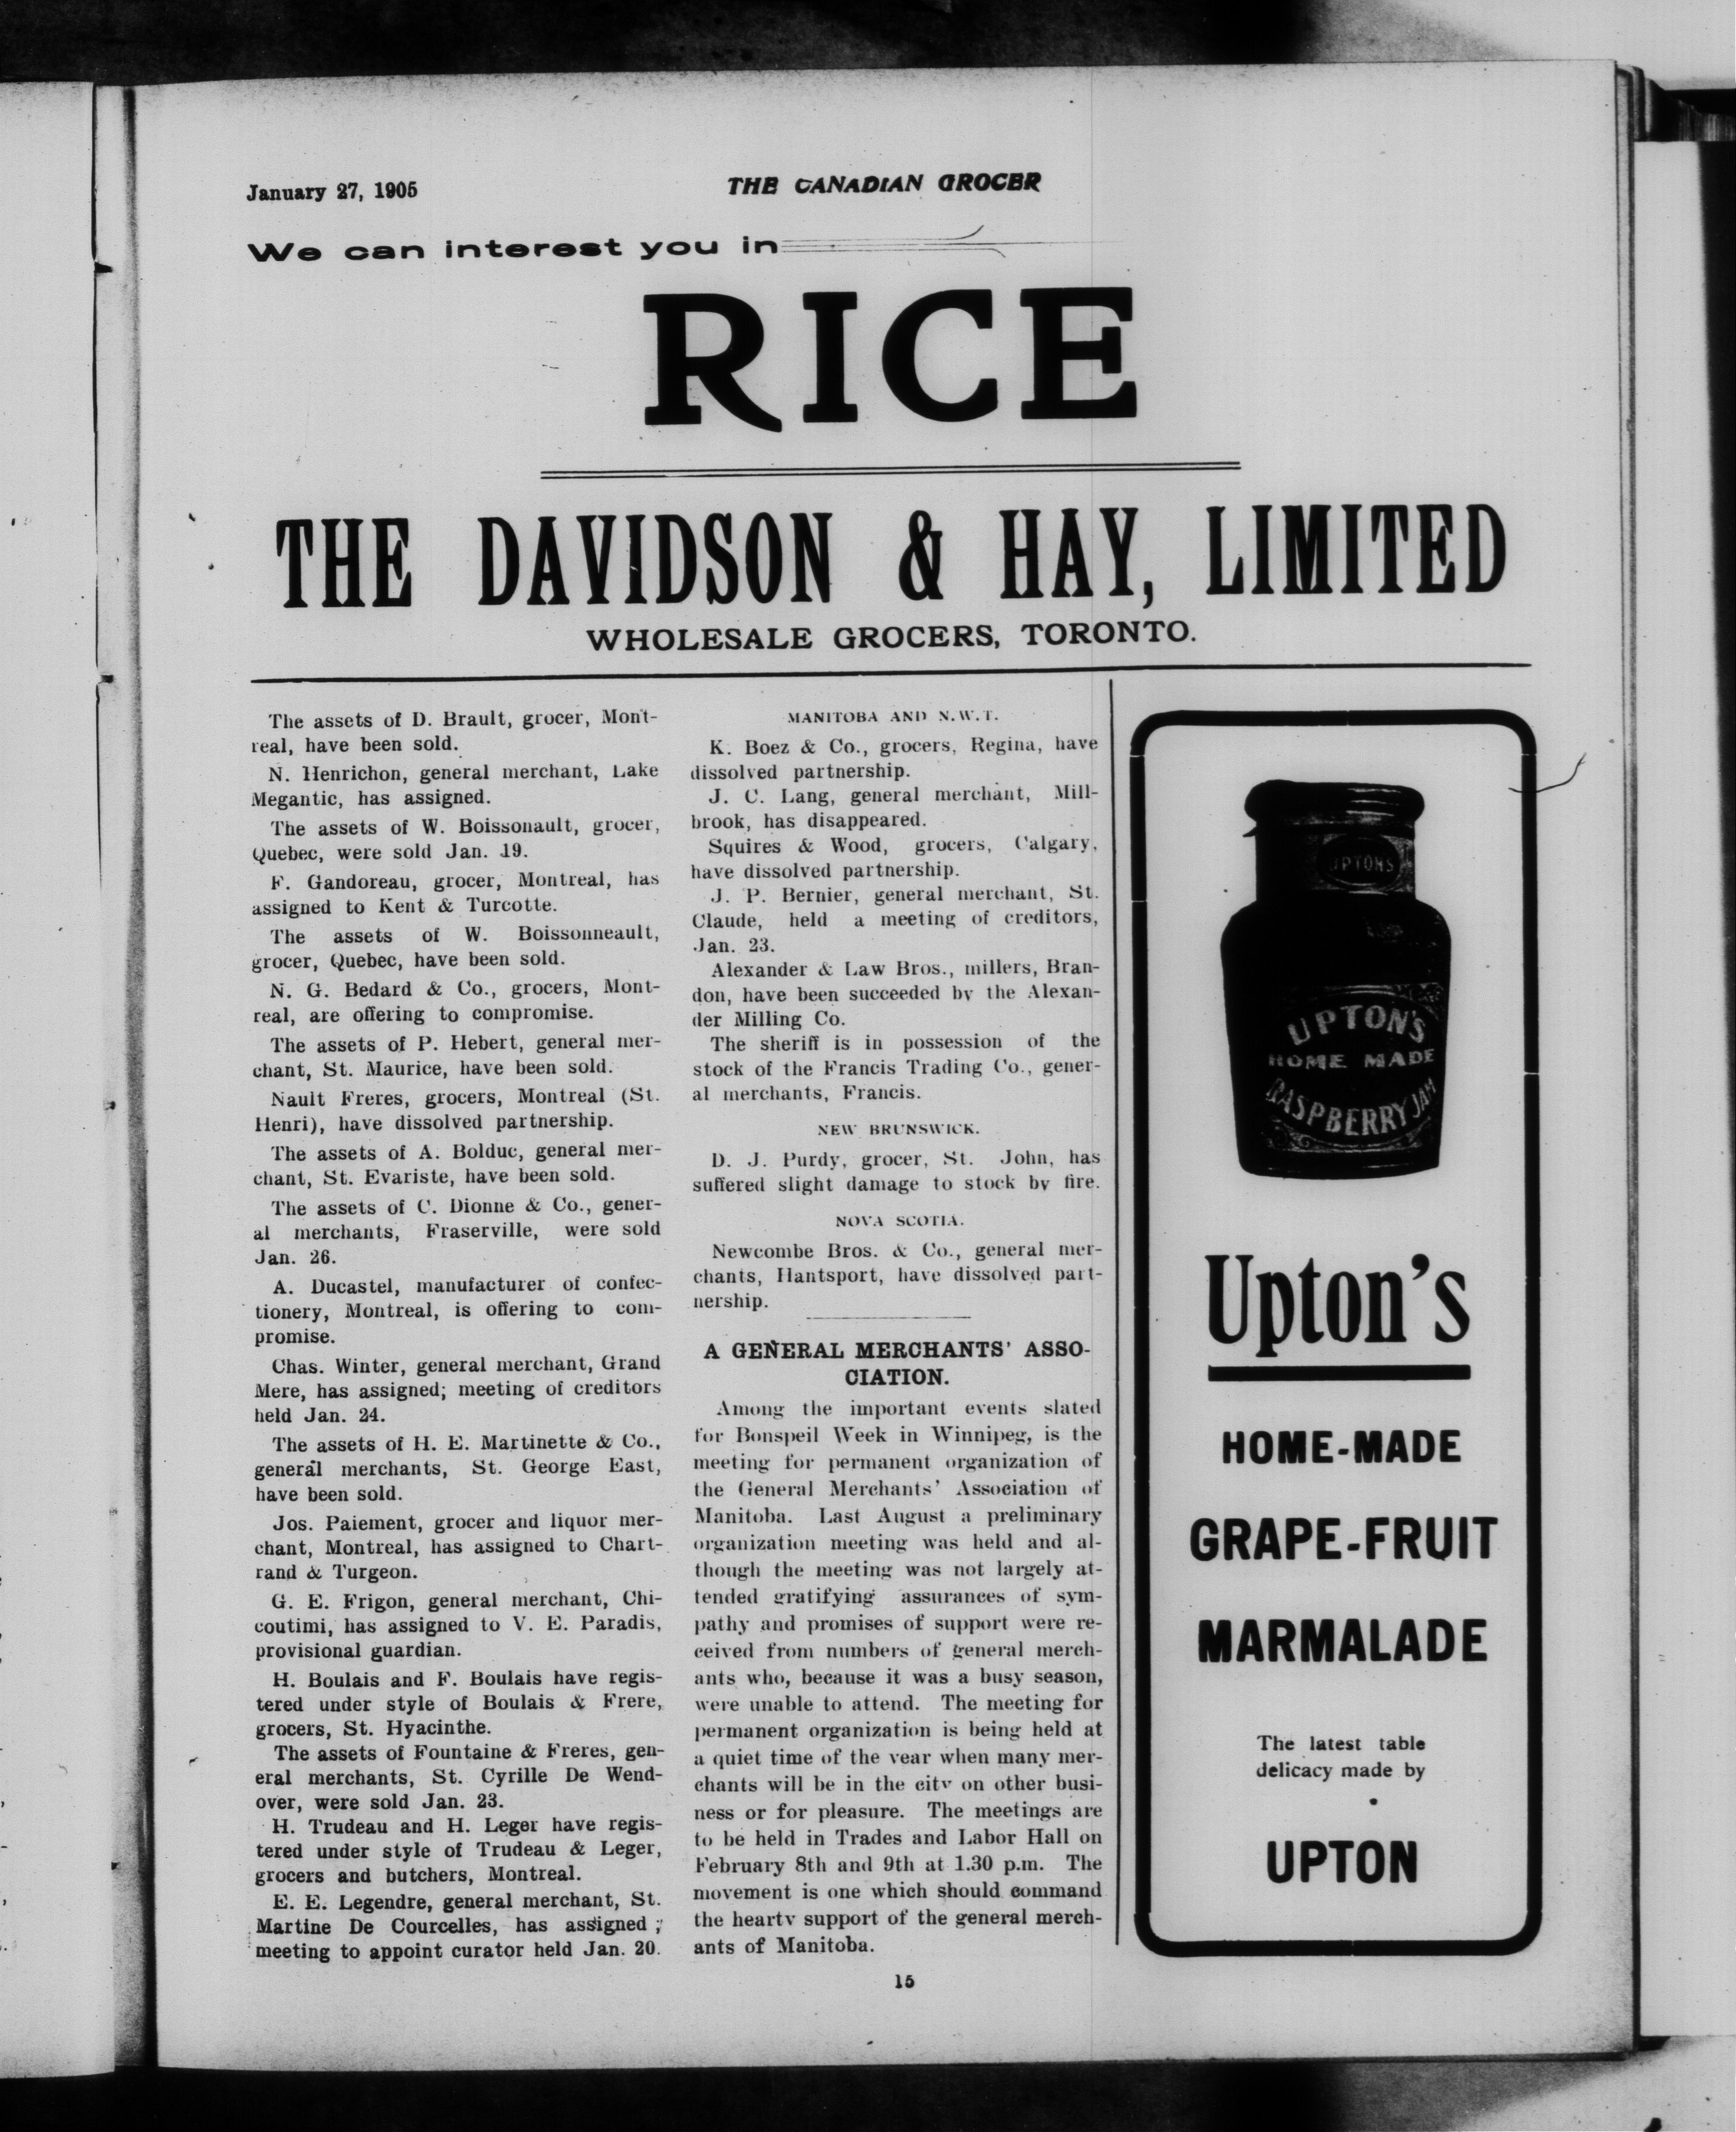 January 27, 1905
THE CANADIAN GROCER
We can interest you in
RICE
THE DAVIDSON & HAY, LIMITED
WHOLESALE GROCERS, TORONTO.
The assets of D. Brault, grocer, Mont-
real, have been sold.
N. Henrichon, general merchant, Lake
Megantic, has assigned.
The assets of W. Boissonault, grocer,
Quebec, were sold Jan. 19.
F. Gandoreau, grocer, Montreal, has
assigned to Kent & Turcotte.
The assets of W. Boissonneault,
grocer, Quebec, have been sold.
N. G. Bedard & Co., grocers, Mont-
real, are offering to compromise.
The assets of P. Hebert, general mer-
chant, St. Maurice, have been sold.
Nault Freres, grocers, Montreal (St.
Henri), have dissolved partnership.
The assets of A. Bolduc, general mer-
chant, St. Evariste, have been sold.
The assets of C. Dionne & Co., gener-
al merchants, Fraserville, were sold
Jan. 26.
A. Ducastel, manufacturer of confec-
tionery, Montreal, is offering to com-
promise.
Chas. Winter, general merchant, Grand
Mere, has assigned; meeting of creditors
held Jan. 24.
The assets of H. E. Martinette & Co.,
general merchants, St. George East,
have been sold.
Jos. Paiement, grocer and liquor mer-
chant, Montreal, has assigned to Chart-
rand & Turgeon.
G. E. Frigon, general merchant, Chi-
coutimi, has assigned to V. E. Paradis,
provisional guardian.
H. Boulais and F. Boulais have regis-
tered under style of Boulais & Frere,
grocers, St. Hyacinthe.
The assets of Fountaine & Freres, gen-
eral merchants, St. Cyrille De Wend-
over, were sold Jan. 23.
H. Trudeau and H. Leger have regis-
tered under style of Trudeau & Leger,
grocers and butchers, Montreal.
E. E. Legendre, general merchant, St.
Martine De Courcelles, has assigned ;
meeting to appoint curator held Jan. 20.
MANITOBA AND N.W.T.
K. Boez & Co., grocers, Regina, have
dissolved partnership.
J. C. Lang, general merchant, Mill-
brook, has disappeared.
Squires & Wood, grocers, Calgary,
have dissolved partnership.
J. P. Bernier, general merchant, St.
Claude, held a meeting of creditors,
Jan. 23.
Alexander & Law Bros., millers, Bran-
don, have been succeeded by the Alexan-
der Milling Co.
The sheriff is in possession of the
stock of the Francis Trading Co., gener-
al merchants, Francis.
NEW BRUNSWICK.
D. J. Purdy, grocer, St. John, has
suffered slight damage to stock by fire.
NOVA SCOTIA.
Newcombe Bros. & Co., general mer-
chants, Hantsport, have dissolved part-
nership.
A GENERAL MERCHANTS' ASSO-
CIATION.
Among the important events slated
for Bonspeil Week in Winnipeg, is the
meeting for permanent organization of
the General Merchants' Association of
Manitoba. Last August a preliminary
organization meeting was held and al-
though the meeting was not largely at-
tended gratifying assurances of sym-
pathy and promises of support were re-
ceived from numbers of general merch-
ants who, because it was a busy season,
were unable to attend. The meeting for
permanent organization is being held at
a quiet time of the year when many mer-
chants will be in the city on other busi-
ness or for pleasure. The meetings are
to be held in Trades and Labor Hall on
February 8th and 9th at 1.30 p.m. The
movement is one which should command
the hearty support of the general merch-
ants of Manitoba.
UPTONS
UPTON'S
HOME MADE
RASPBERRY JAM
Upton's
HOME-MADE
GRAPE-FRUIT
MARMALADE
The latest table
delicacy made by
UPTON
15